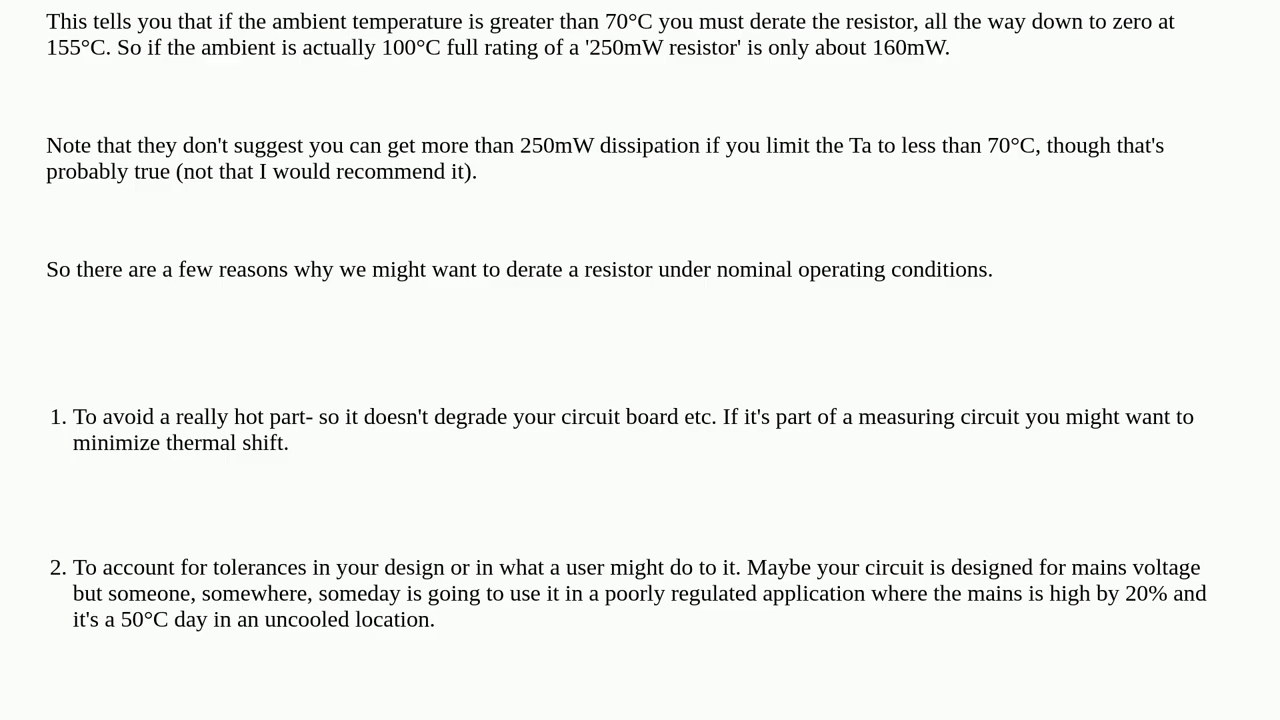 This tells you that if the ambient temperature is greater than 70°C you must derate the resistor, all the way down to zero at
155°C. So if the ambient is actually 100°C full rating of a '250mW resistor' is only about 160mW.
Note that they don't suggest you can get more than 250mW dissipation if you limit the Ta to less than 70°C, though that's
probably true (not that I would recommend it).
So there are a few reasons why we might want to derate a resistor under nominal operating conditions.
1. To avoid a really hot part- so it doesn't degrade your circuit board etc. If it's part of a measuring circuit you might want to
minimize thermal shift.
2. To account for tolerances in your design or in what a user might do to it. Maybe your circuit is designed for mains voltage
but someone, somewhere, someday is going to use it in a poorly regulated application where the mains is high by 20% and
it's a 50°C day in an uncooled location.